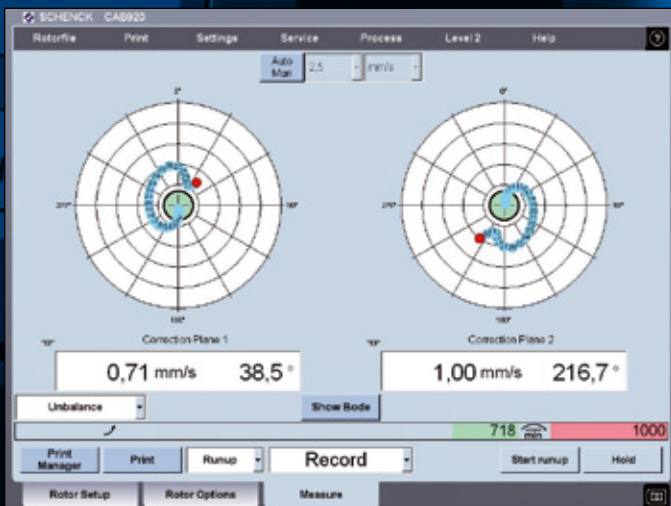 SCHENCK CAB920
Rotorfile Print Settings Service Process Level 2 Help ?
Auto Man 2,5 mm/s
0° 0°
270° 90° 270° 90°
180° 180°
Correction Plane 1 Correction Plane 2
0,71 mm/s 38,5 ° 1,00 mm/s 216,7 °
Unbalance Show Bode
718 min 1000
Print Manager Print Runup Record Start runup Hold
Rotor Setup Rotor Options Measure